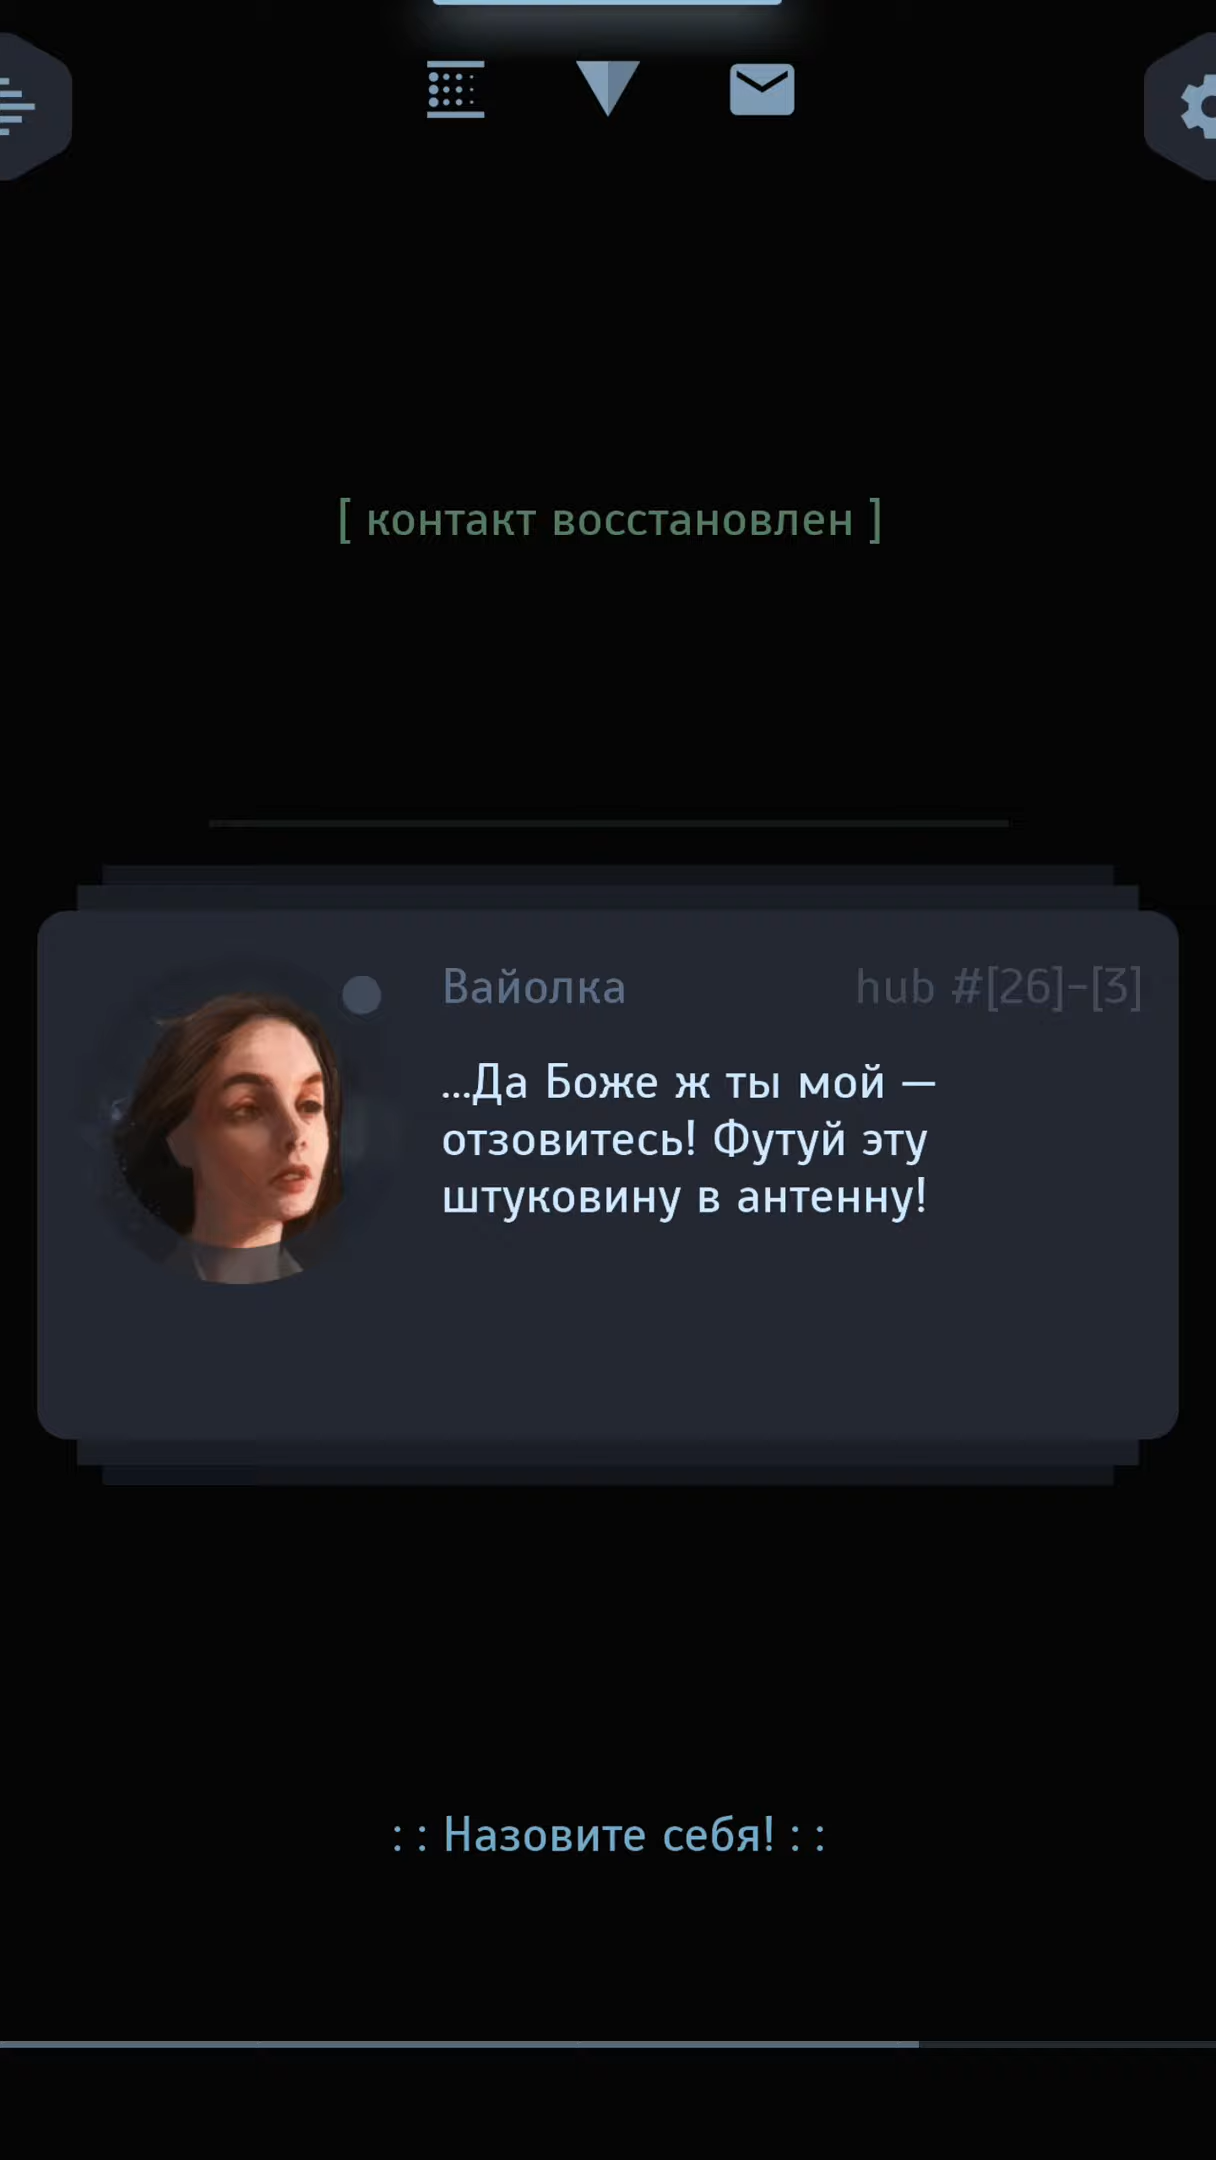 [ контакт восстановлен ]
Вайолка
hub #[26]-[3]
...Да Боже ж ты мой —
отзовитесь! Футуй эту
штуковину в антенну!
: : Назовите себя! : :